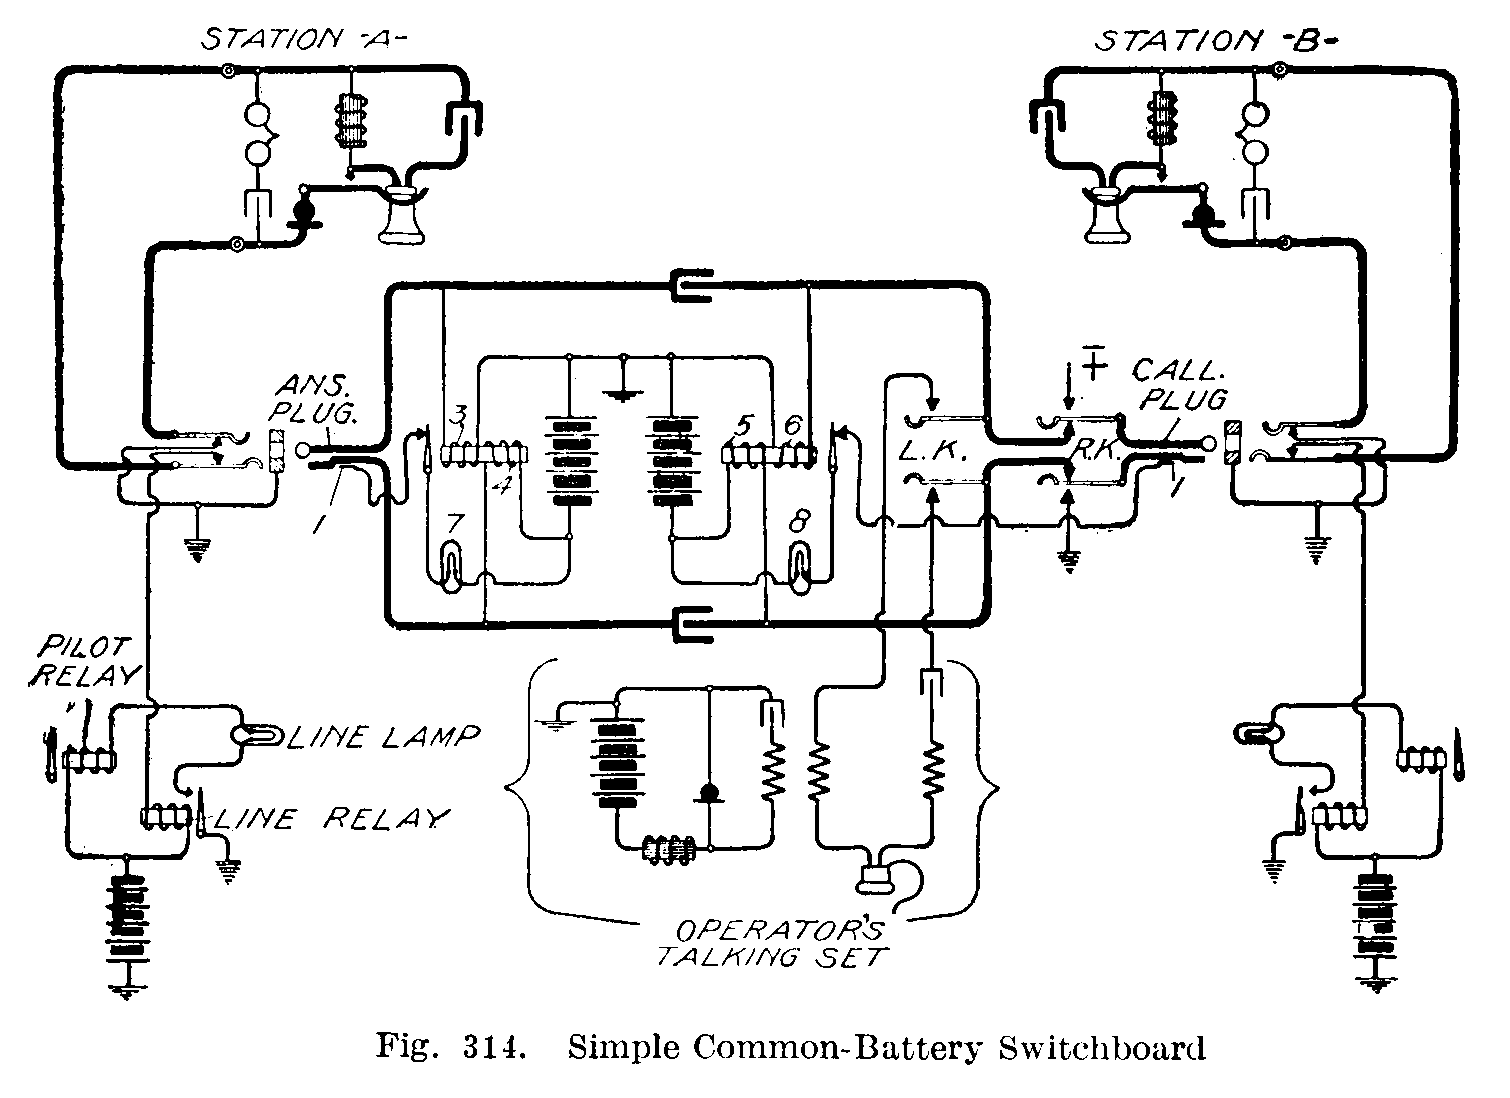 STATION -A-
STATION -B-
ANS.
PLUG.
CALL.
PLUG
3
4
5
6
L.K.
R.K.
1
7
8
1
PILOT
RELAY
LINE LAMP
LINE RELAY
OPERATOR'S
TALKING SET
Fig. 314. Simple Common-Battery Switchboard